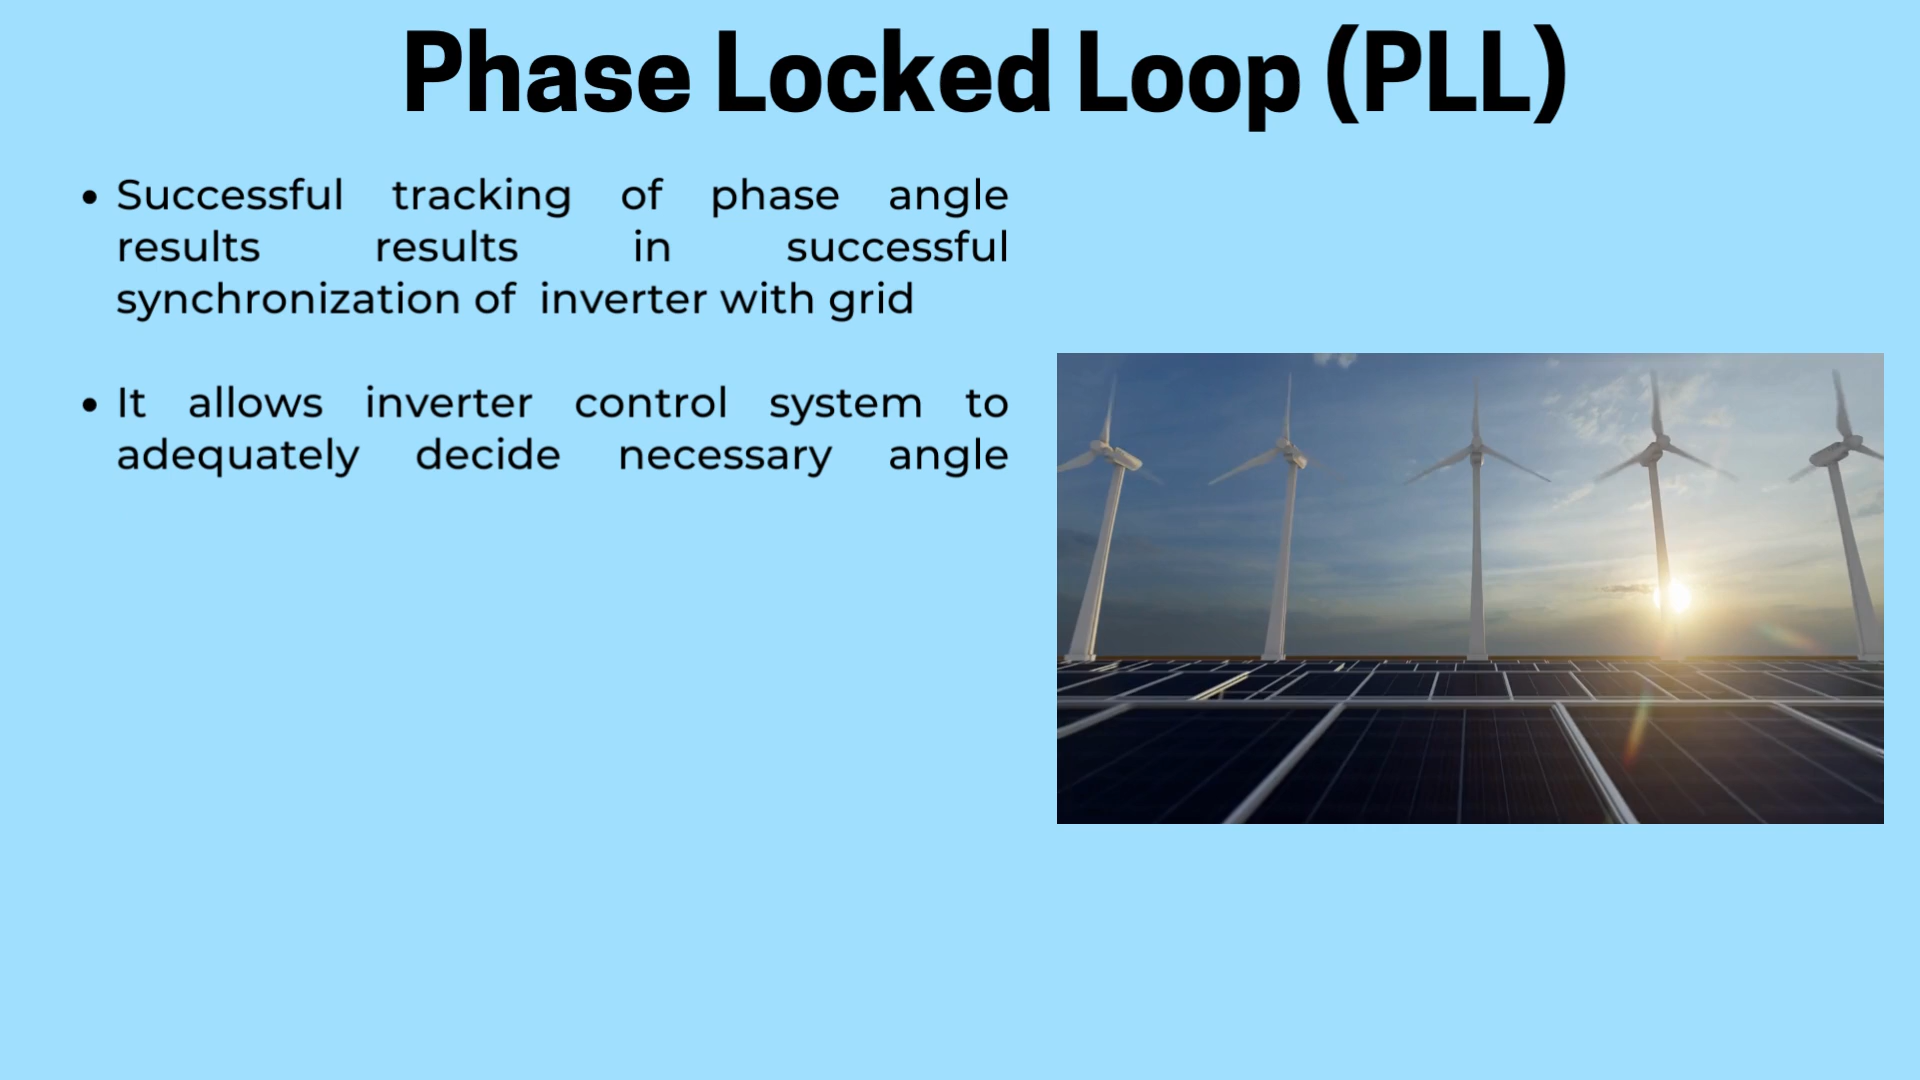 Phase Locked Loop (PLL)
• Successful tracking of phase angle
results results in successful
synchronization of inverter with grid
• It allows inverter control system to
adequately decide necessary angle